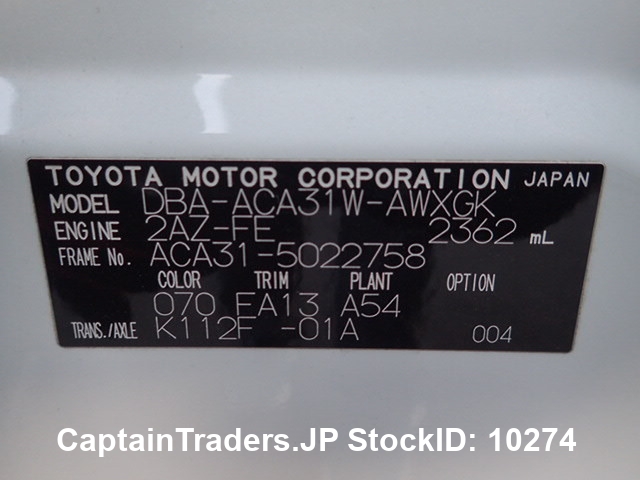 TOYOTA MOTOR CORPORATION JAPAN
MODEL DBA-ACA31W-AWXGK
ENGINE 2AZ-FE 2362 mL
FRAME No. ACA31-5022758
COLOR TRIM PLANT OPTION
070 FA13 A54
TRANS./AXLE K112F -01A 004
CaptainTraders.JP StockID: 10274